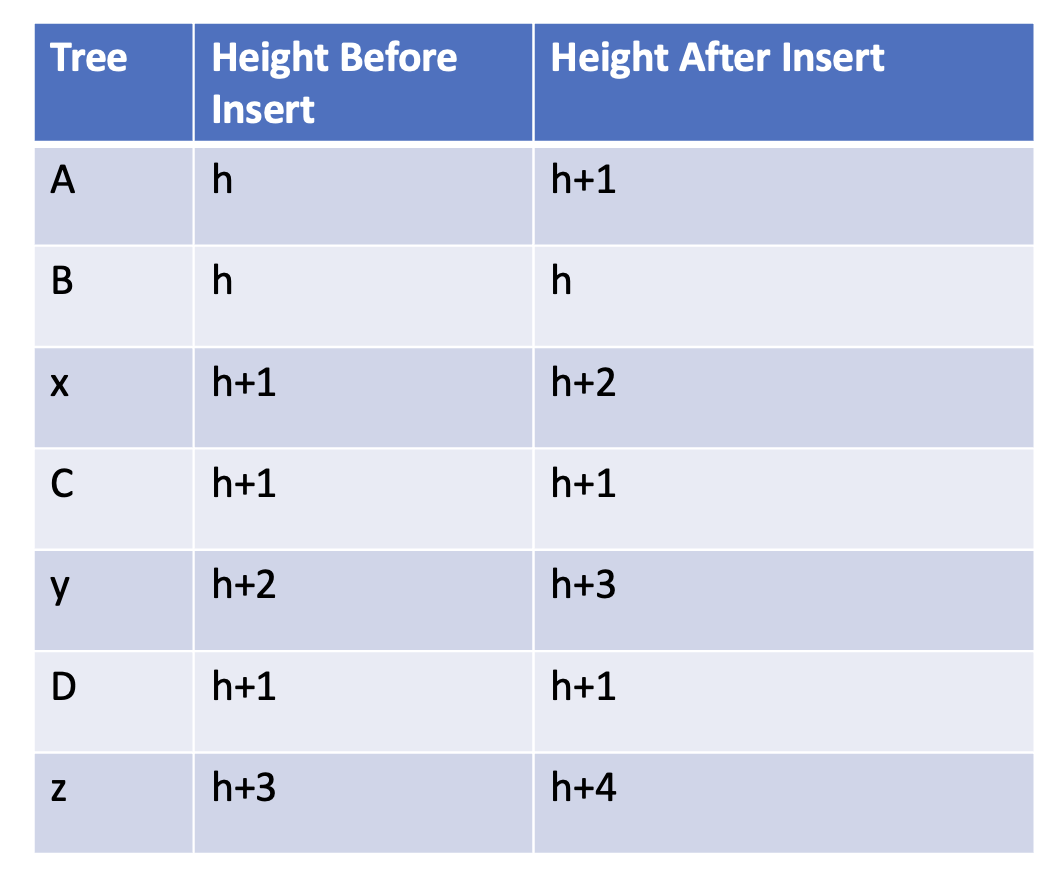 Tree Height Before Height After Insert
Insert
A h h+1
B h h
x h+1 h+2
C h+1 h+1
y h+2 h+3
D h+1 h+1
z h+3 h+4